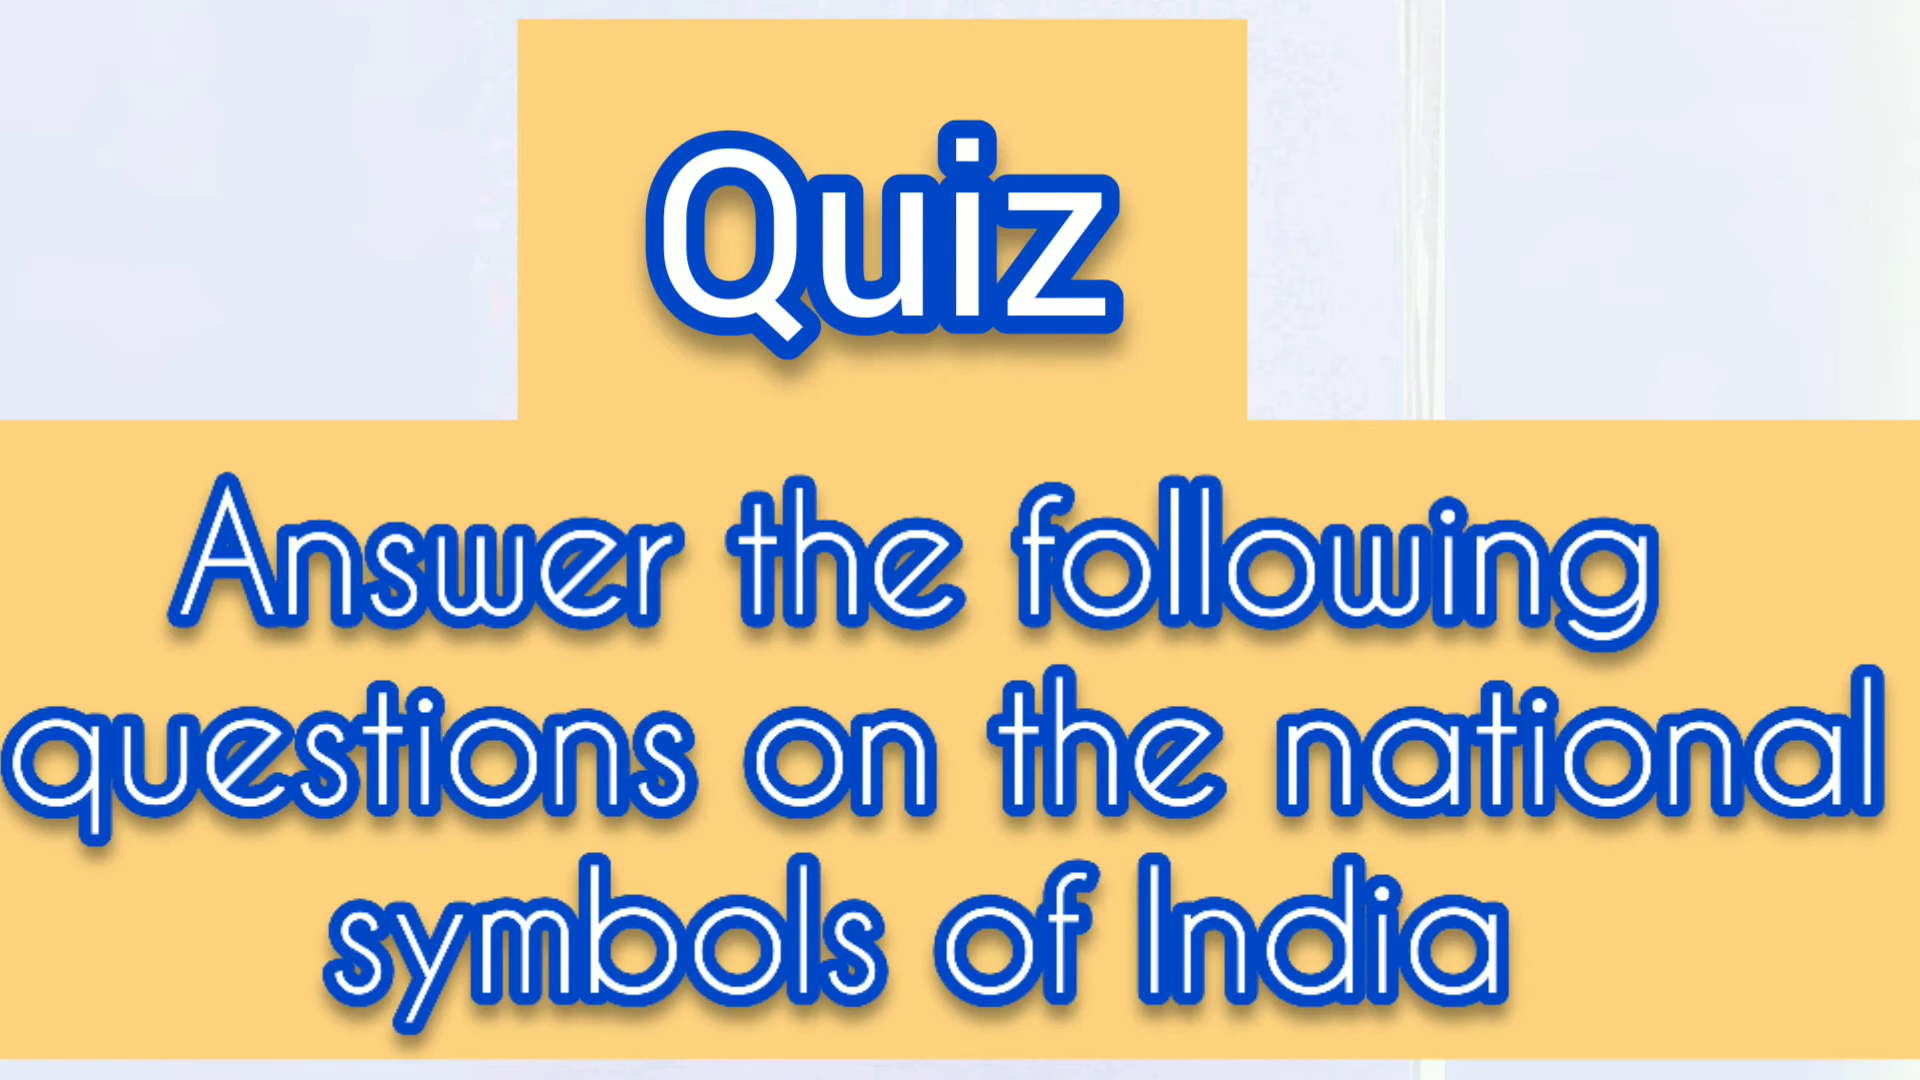 Quiz
Answer the following
questions on the national
symbols of India